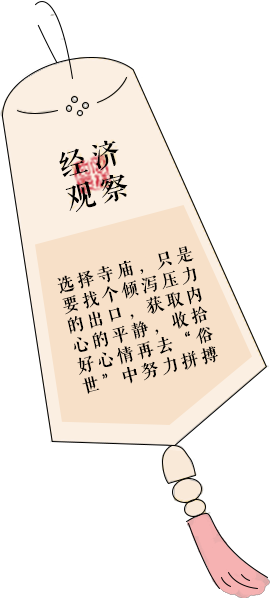 经济
观察
选择寺庙，只是
要找个倾泻压力
的出口，获取内
心的平静，收拾
好心情再去“俗
世”中努力拼搏